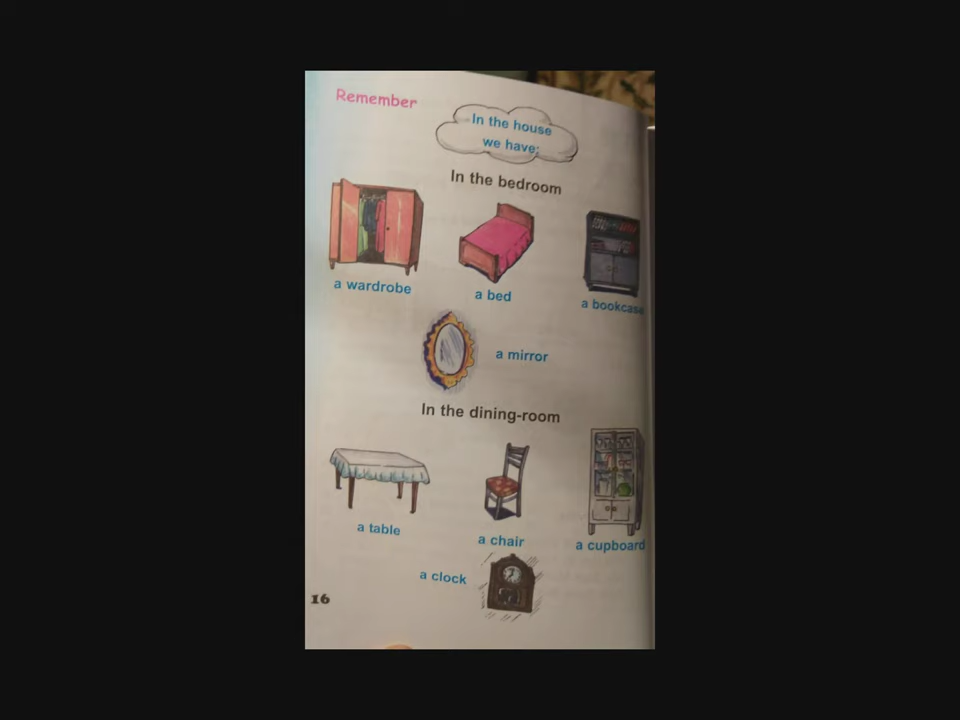 Remember
In the house
we have:
In the bedroom
a wardrobe
a bed
a bookcase
a mirror
In the dining-room
a table
a chair
a cupboard
a clock
16